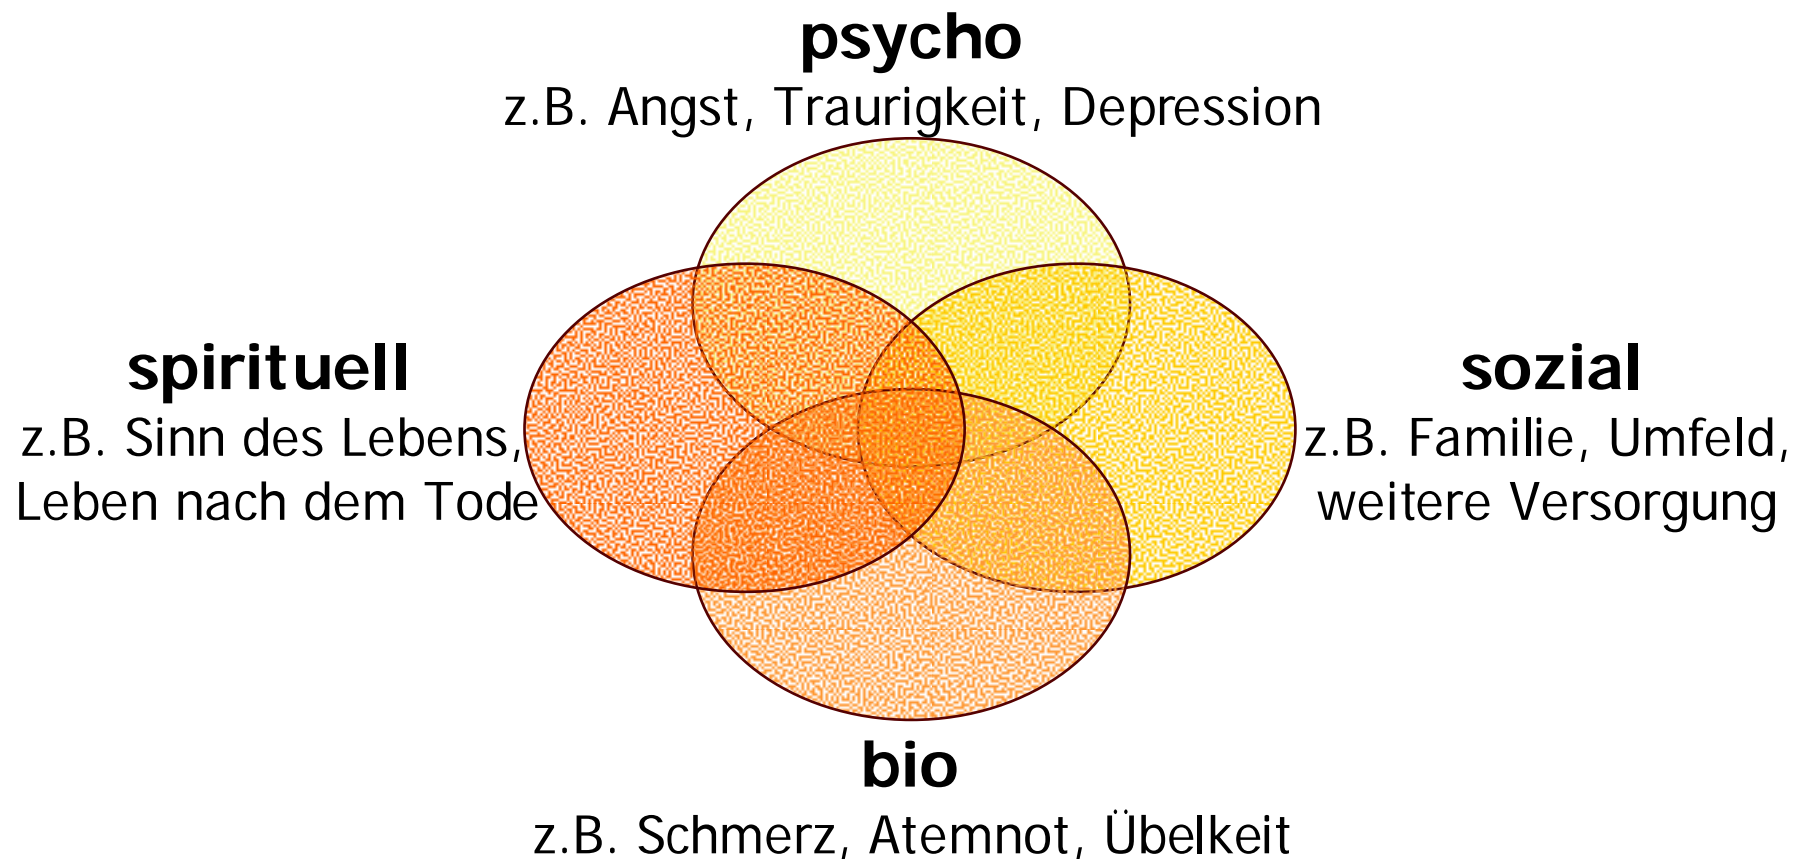 psycho
z.B. Angst, Traurigkeit, Depression
spirituell
z.B. Sinn des Lebens,
Leben nach dem Tode
sozial
z.B. Familie, Umfeld,
weitere Versorgung
bio
z.B. Schmerz, Atemnot, Übelkeit